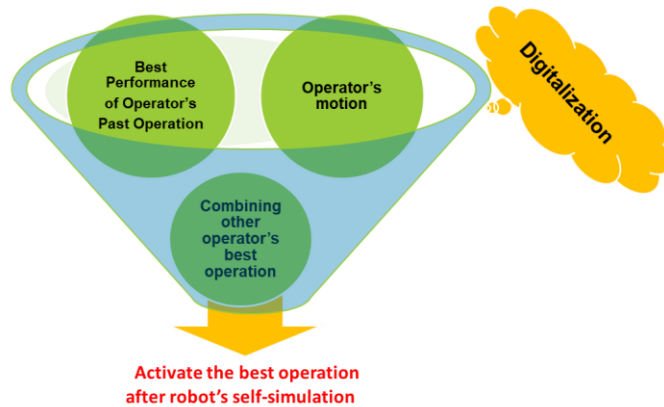 Best
Performance
of Operator's
Past Operation
Operator's
motion
Digitalization
Combining
other
operator's
best
operation
Activate the best operation
after robot's self-simulation